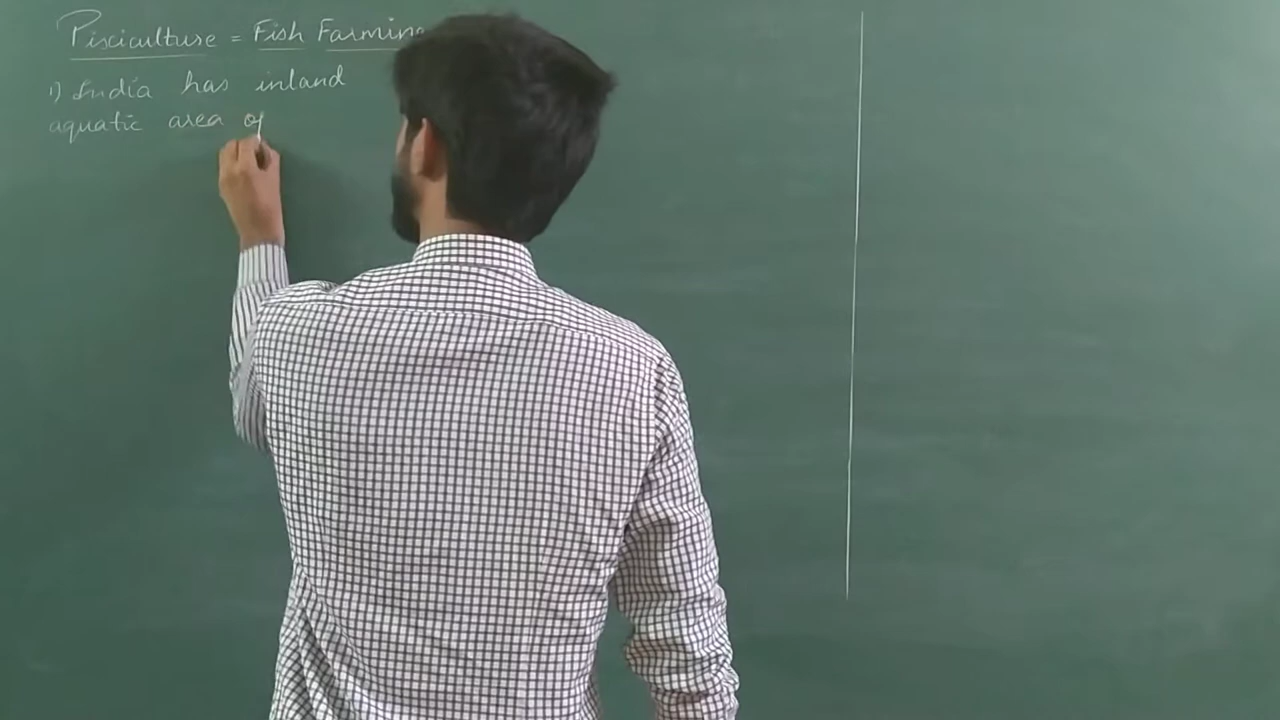 Pisciculture = Fish Farming
1) India has inland
aquatic area of